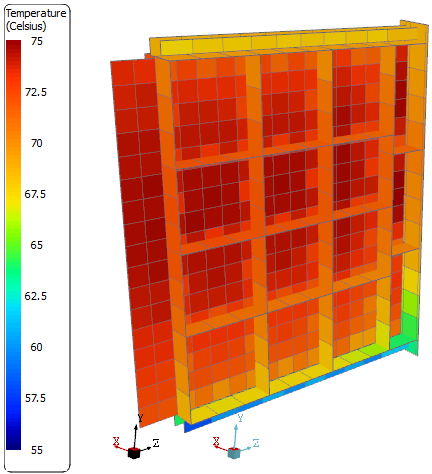 Temperature
(Celsius)
75
72.5
70
67.5
65
62.5
60
57.5
55
Y
X
Z
Y
X
Z